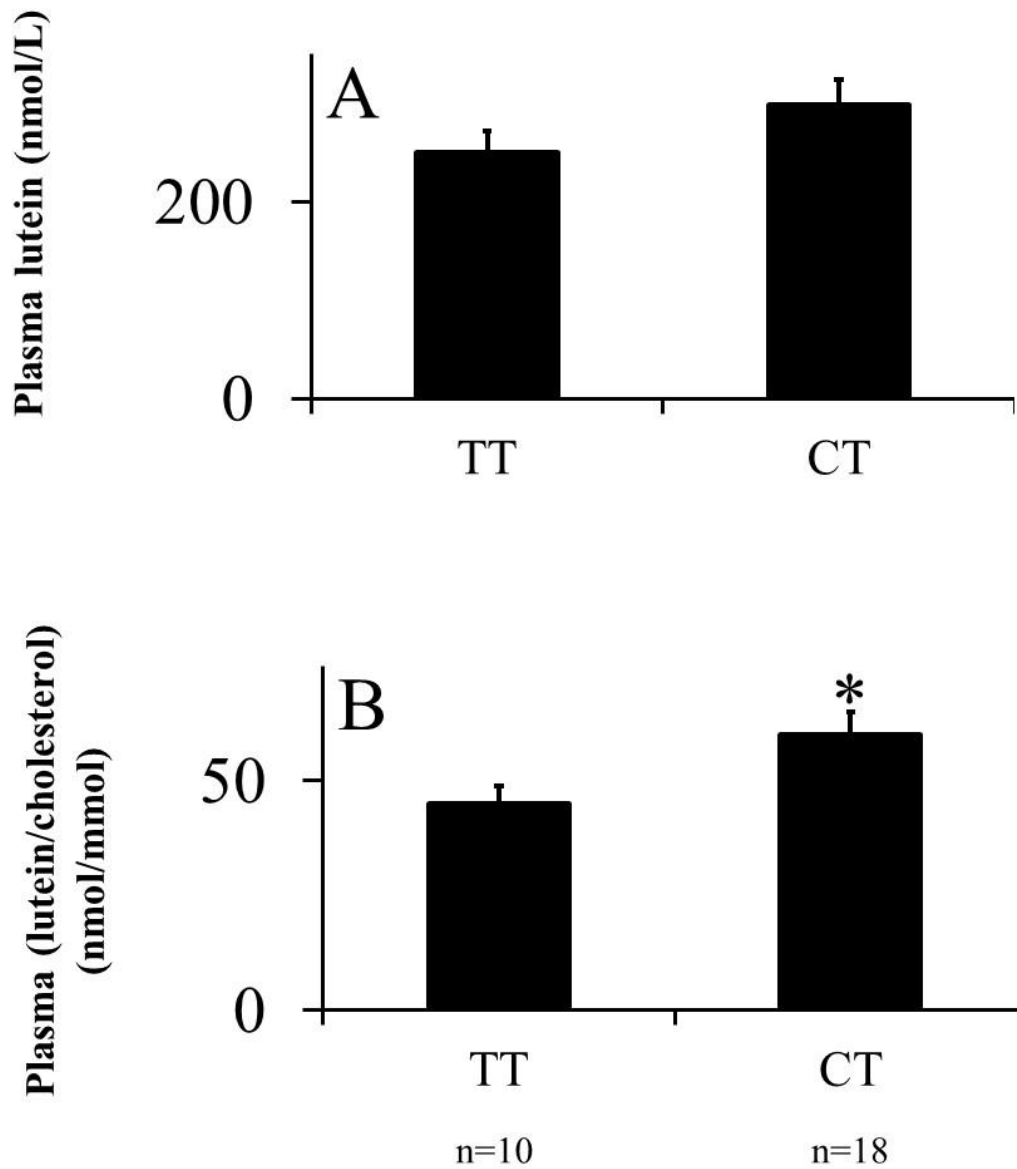 Plasma lutein (nmol/L)
A
200
0
TT CT
Plasma (lutein/cholesterol)
(nmol/mmol)
B
*
50
0
TT CT
n=10 n=18